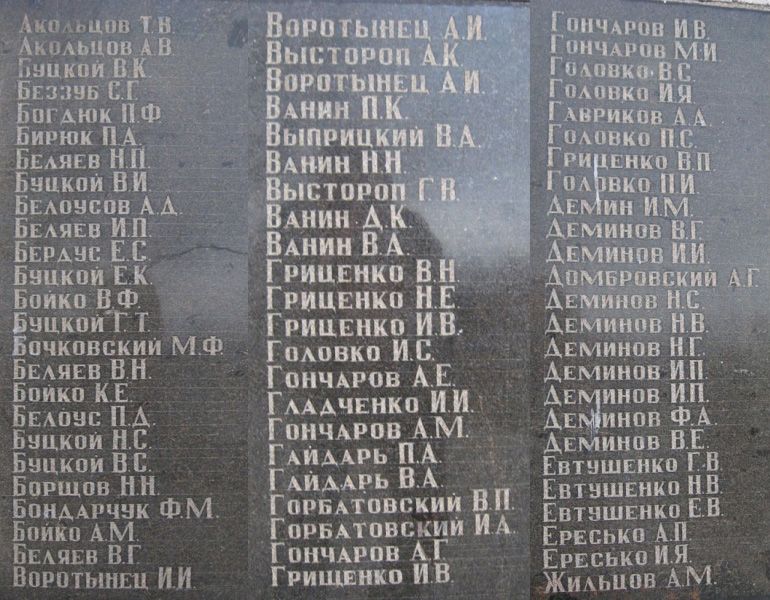 Акольцов Т.В
Акольцов А.В
Буцкой В.К.
Беззуб С.Г.
Богдюк П.Ф
Бирюк П.А.
Беляев Н.П.
Буцкой В.И.
Белоусов А.Д.
Беляев И.П.
Бердус Е.С.
Буцкой Е.К.
Бойко В.Ф.
Буцкой Г.Т.
Бочковский М.Ф.
Беляев В.Н.
Бойко К.Е.
Белоус П.Д.
Буцкой Н.С.
Буцкой В.С.
Борщов Н.Н.
Бондарчук Ф.М.
Бойко А.М.
Беляев В.Г.
Воротынец И.И.
Воротынец А.И.
Выстороп А.К.
Воротынец А.И.
Ванин П.К.
Выприцкий В.А.
Ванин Н.Н.
Выстороп Г.В.
Ванин Д.К.
Ванин В.А.
Гриценко В.Н.
Гриценко Н.Е.
Гриценко И.В.
Головко И.С.
Гончаров А.Е.
Гладченко И.И.
Гончаров А.М.
Гайдарь П.А.
Гайдарь В.А.
Горбатовский В.П.
Горбатовский И.А.
Гончаров А.Г.
Грищенко И.В.
Гончаров И.В.
Гончаров М.И.
Головко В.С.
Головко И.Я
Гавриков А.А.
Головко П.С.
Гриценко В.П.
Головко П.И.
Демин И.М.
Деминов В.Г.
Деминов И.И.
Домбровский А.Г.
Деминов Н.С.
Деминов Н.В.
Деминов Н.Г.
Деминов И.П.
Деминов И.П.
Деминов Ф.А.
Деминов В.Е.
Евтушенко Г.В
Евтушенко Н.В
Евтушенко Е.В
Ересько А.П.
Ересько И.Я.
Жильцов А.М.